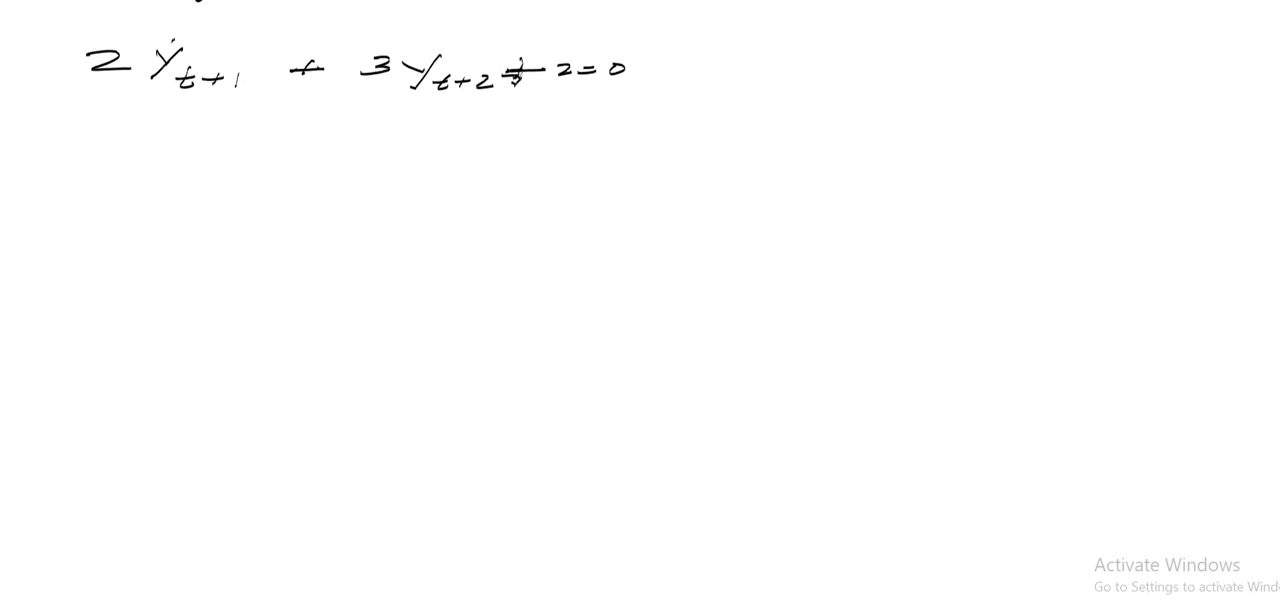 2 Y_{t+1} + 3 Y_{t+2} + 2 = 0
Activate Windows
Go to Settings to activate Wind